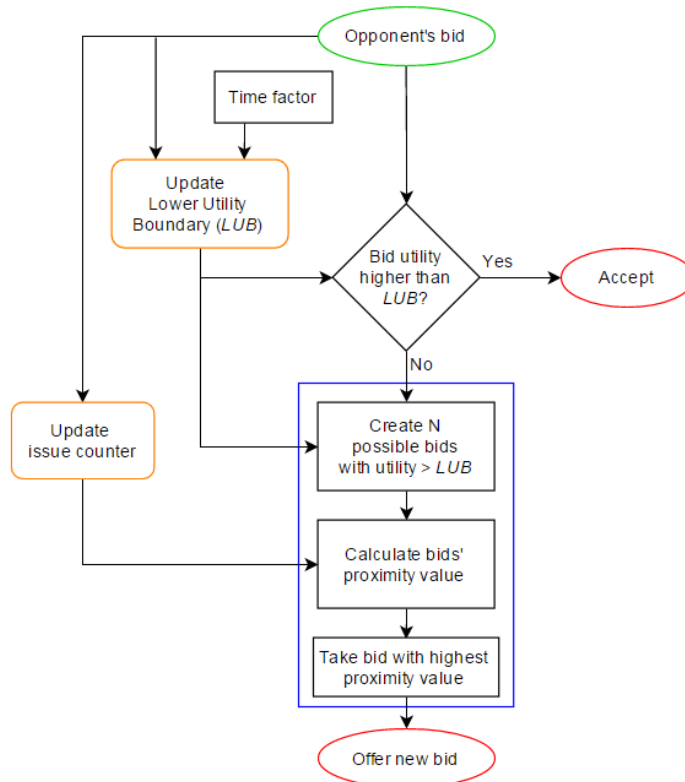 Opponent's bid
Time factor
Update
Lower Utility
Boundary (LUB)
Bid utility
higher than
LUB?
Yes
Accept
No
Update
issue counter
Create N
possible bids
with utility > LUB
Calculate bids'
proximity value
Take bid with highest
proximity value
Offer new bid